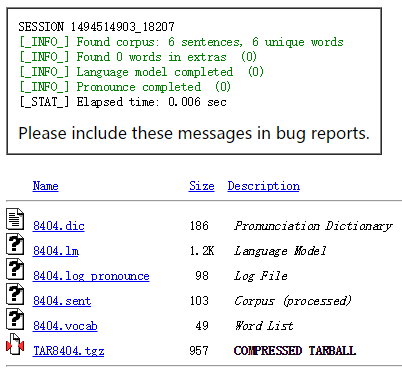 SESSION 1494514903_18207
[_INFO_] Found corpus: 6 sentences, 6 unique words
[_INFO_] Found 0 words in extras  (0)
[_INFO_] Language model completed  (0)
[_INFO_] Pronounce completed  (0)
[_STAT_] Elapsed time: 0.006 sec
Please include these messages in bug reports.
Name Size Description
8404.dic 186 Pronunciation Dictionary
8404.lm 1.2K Language Model
8404.log_pronounce 98 Log File
8404.sent 103 Corpus (processed)
8404.vocab 49 Word List
TAR8404.tgz 957 COMPRESSED TARBALL